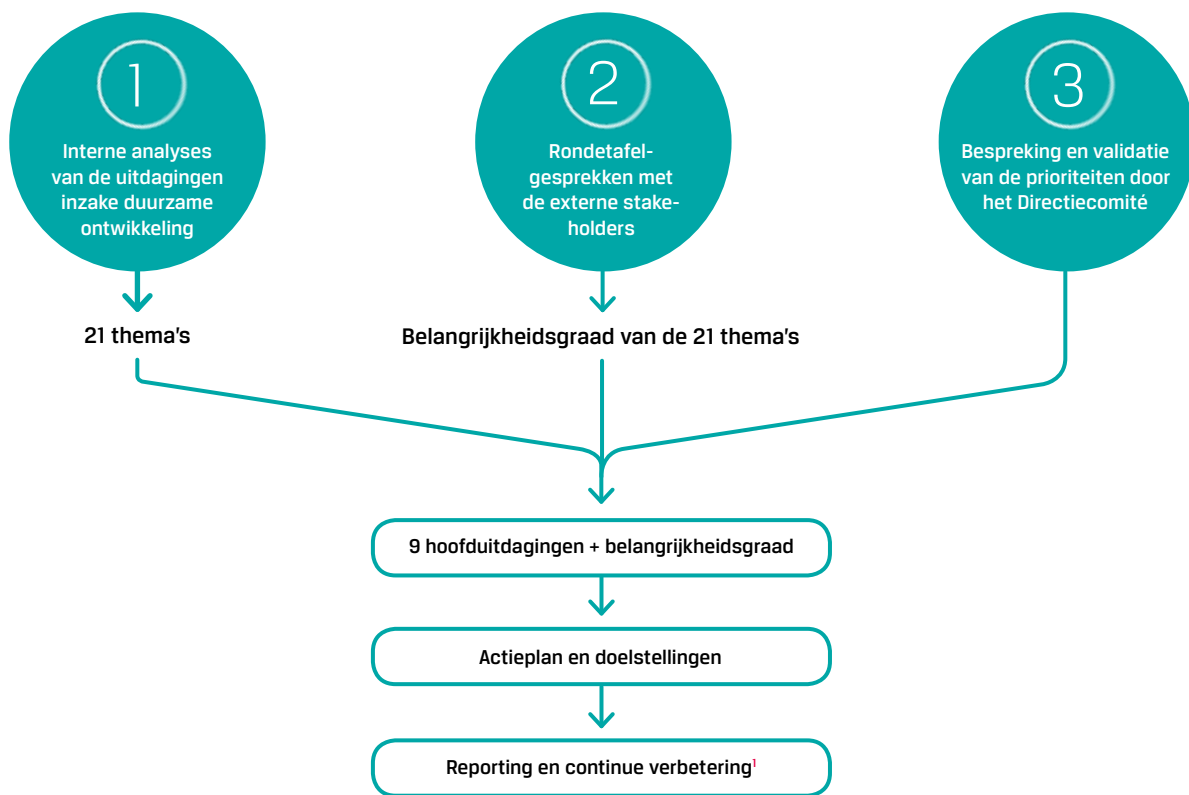 1
Interne analyses
van de uitdagingen
inzake duurzame
ontwikkeling
2
Rondetafel-
gesprekken met
de externe stake-
holders
3
Bespreking en validatie
van de prioriteiten door
het Directiecomité
21 thema's
Belangrijkheidsgraad van de 21 thema's
9 hoofduitdagingen + belangrijkheidsgraad
Actieplan en doelstellingen
Reporting en continue verbetering¹